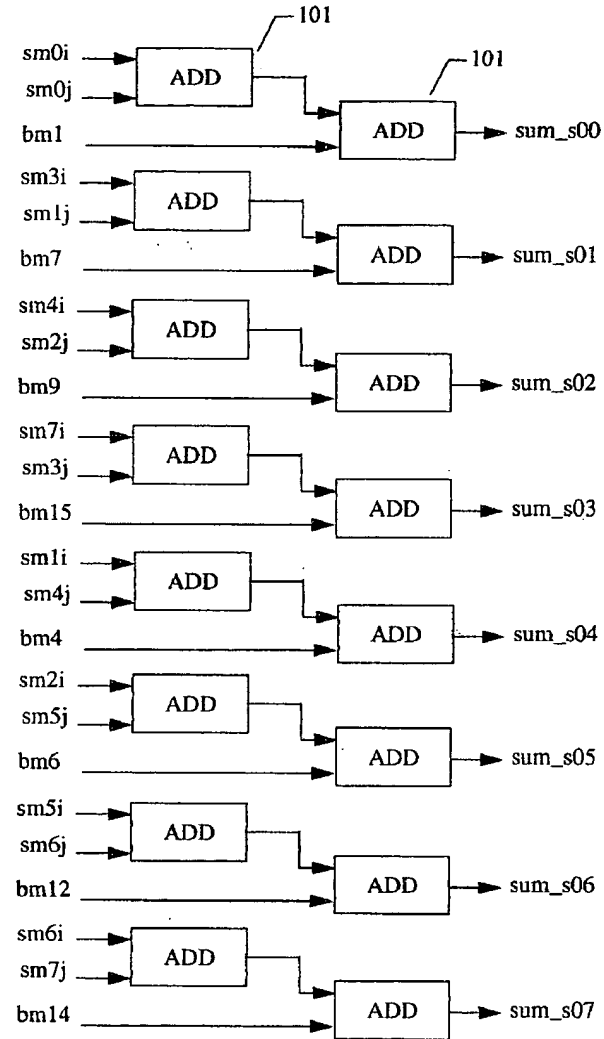 101
sm0i
ADD
101
sm0j
ADD
sum_s00
bm1
sm3i
ADD
sm1j
ADD
sum_s01
bm7
sm4i
ADD
sm2j
ADD
sum_s02
bm9
sm7i
ADD
sm3j
ADD
sum_s03
bm15
sm1i
ADD
sm4j
ADD
sum_s04
bm4
sm2i
ADD
sm5j
ADD
sum_s05
bm6
sm5i
ADD
sm6j
ADD
sum_s06
bm12
sm6i
ADD
sm7j
ADD
sum_s07
bm14